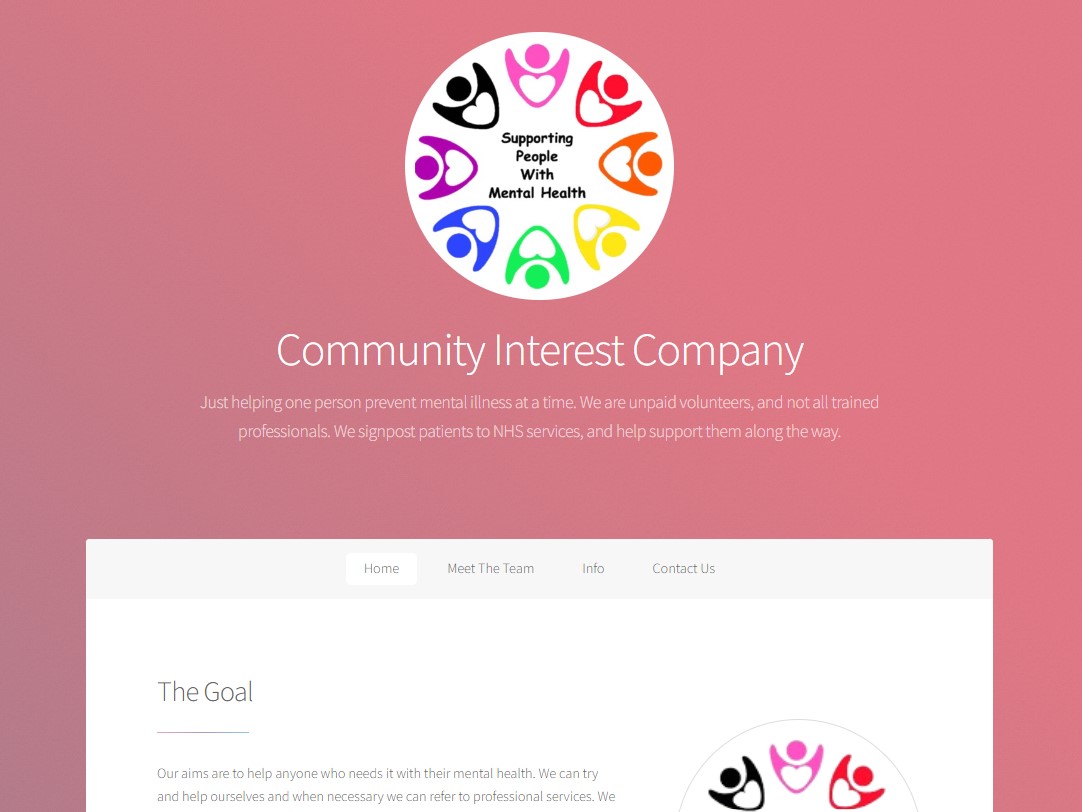 Supporting
People
With
Mental Health
Community Interest Company
Just helping one person prevent mental illness at a time. We are unpaid volunteers, and not all trained
professionals. We signpost patients to NHS services, and help support them along the way.
Home Meet The Team Info Contact Us
The Goal
Our aims are to help anyone who needs it with their mental health. We can try
and help ourselves and when necessary we can refer to professional services. We